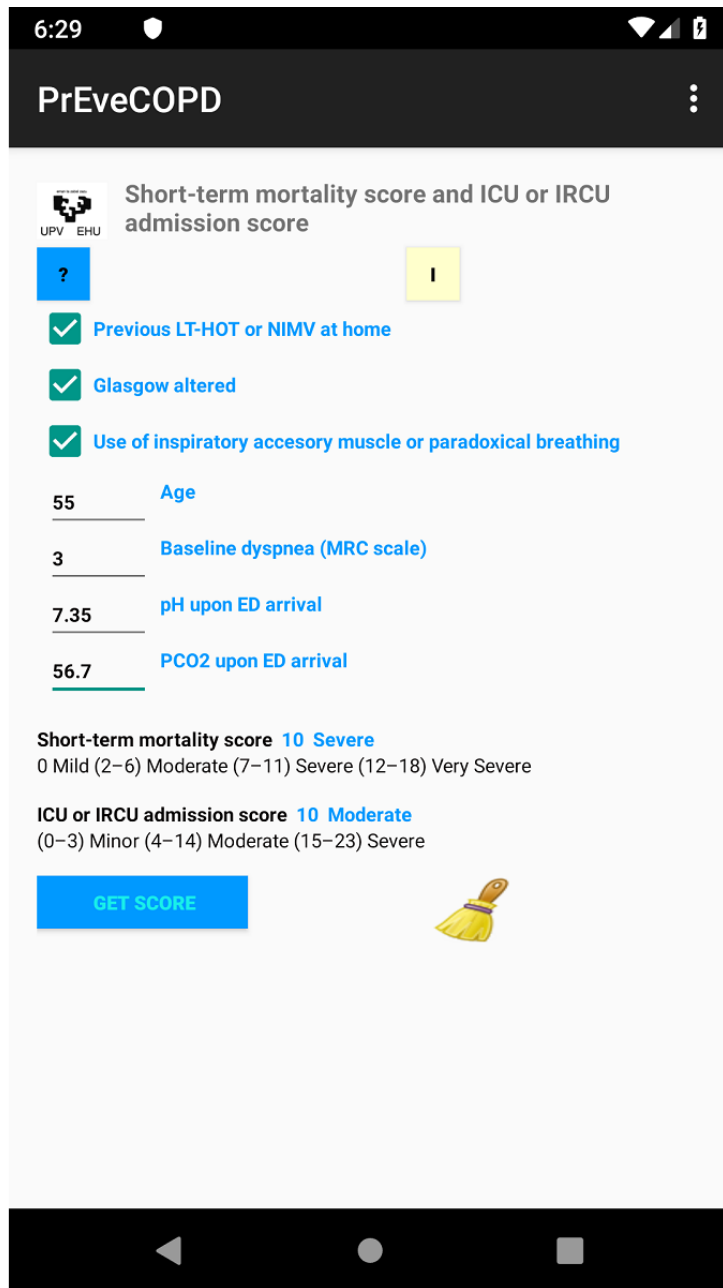 6:29
PrEveCOPD
Short-term mortality score and ICU or IRCU
admission score
UPV EHU
?
I
Previous LT-HOT or NIMV at home
Glasgow altered
Use of inspiratory accesory muscle or paradoxical breathing
55 Age
3 Baseline dyspnea (MRC scale)
7.35 pH upon ED arrival
56.7 PCO2 upon ED arrival
Short-term mortality score 10 Severe
0 Mild (2–6) Moderate (7–11) Severe (12–18) Very Severe
ICU or IRCU admission score 10 Moderate
(0–3) Minor (4–14) Moderate (15–23) Severe
GET SCORE